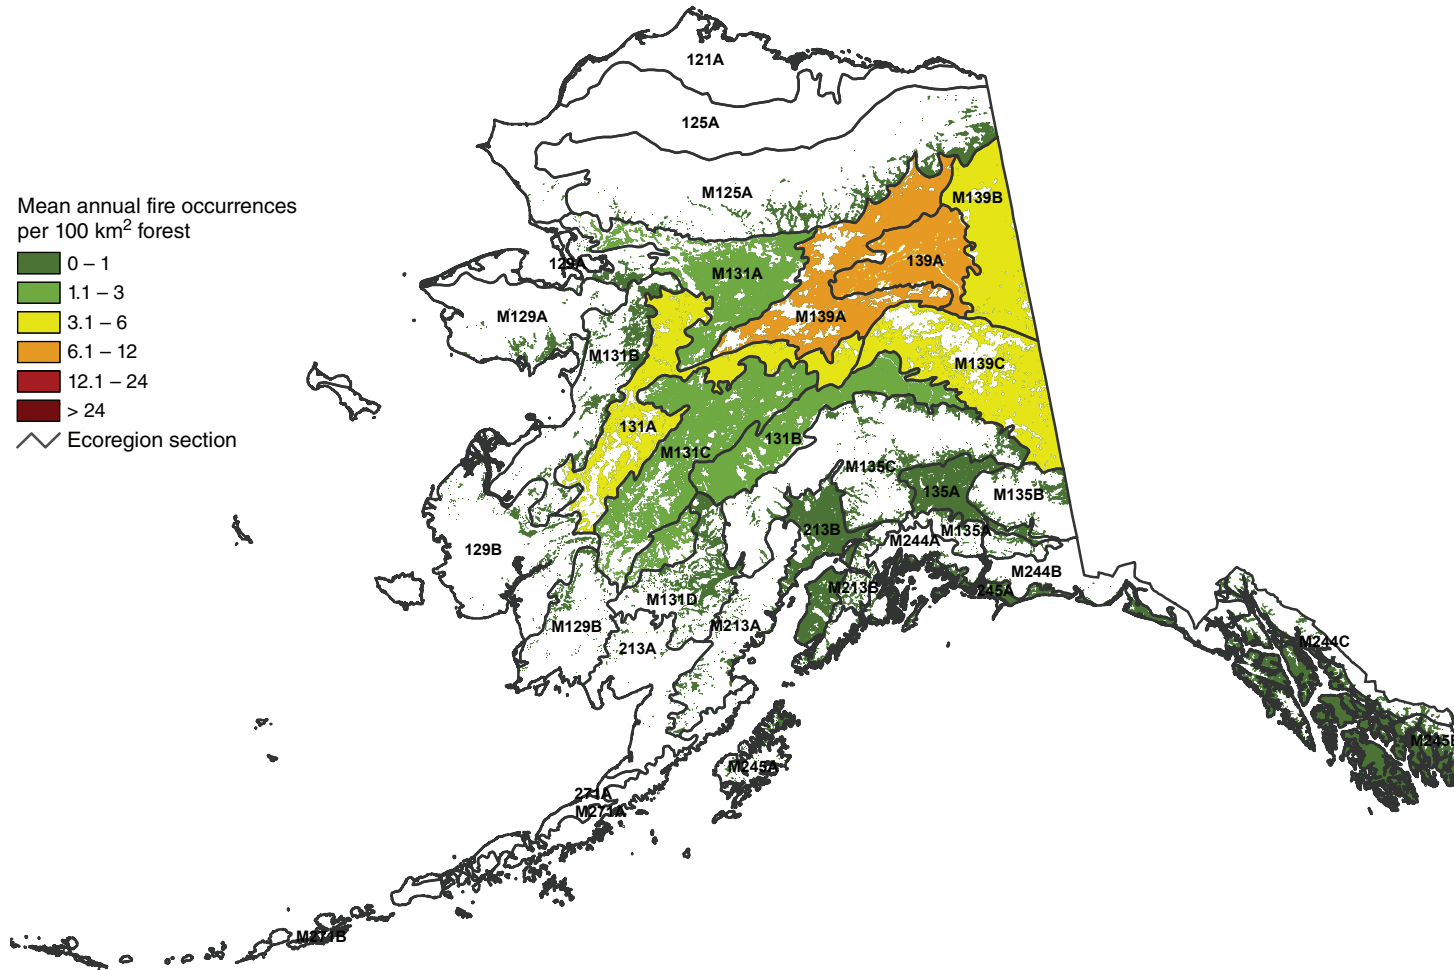 Mean annual fire occurrences
per 100 km² forest
0 – 1
1.1 – 3
3.1 – 6
6.1 – 12
12.1 – 24
> 24
Ecoregion section
121A
125A
M125A
M139B
129A
M131A
139A
M129A
M139A
M131B
M139C
131A
131B
M131C
M135C
135A
M135B
213B
M135A
M244A
129B
M244B
M213B
245A
M131D
M129B
M213A
213A
M244C
M245A
271A
M271A
M271B